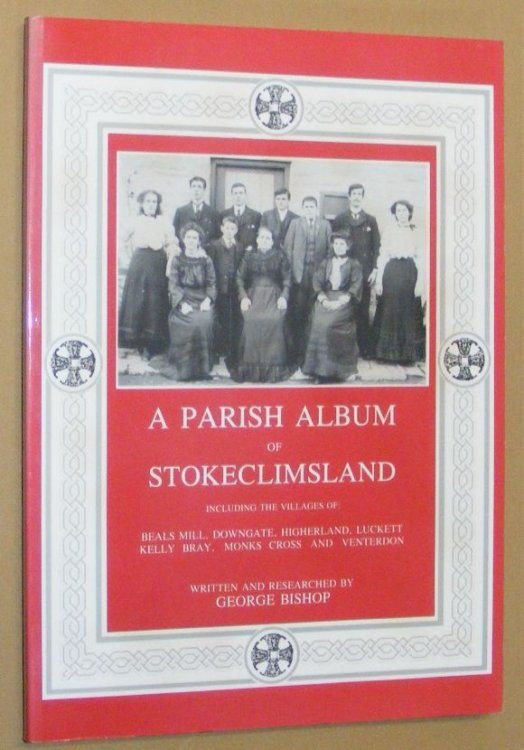 A PARISH ALBUM
OF
STOKECLIMSLAND
INCLUDING THE VILLAGES OF:
BEALS MILL, DOWNGATE, HIGHERLAND, LUCKETT
KELLY BRAY, MONKS CROSS AND VENTERDON
WRITTEN AND RESEARCHED BY
GEORGE BISHOP